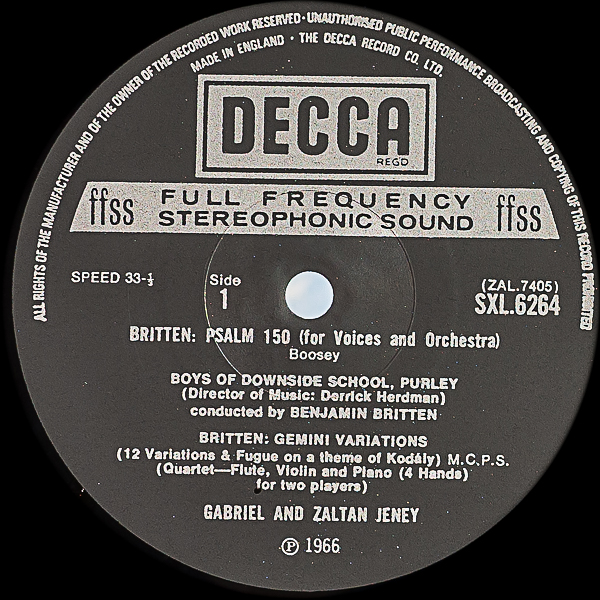 ALL RIGHTS OF THE MANUFACTURER AND OF THE OWNER OF THE RECORDED WORK RESERVED · UNAUTHORISED PUBLIC PERFORMANCE BROADCASTING AND COPYING OF THIS RECORD PROHIBITED
MADE IN ENGLAND · THE DECCA RECORD CO. LTD.
DECCA
REGD
ffss FULL FREQUENCY ffss
STEREOPHONIC SOUND
SPEED 33-⅓
Side
1
(ZAL.7405)
SXL.6264
BRITTEN: PSALM 150 (for Voices and Orchestra)
Boosey
BOYS OF DOWNSIDE SCHOOL, PURLEY
(Director of Music: Derrick Herdman)
conducted by BENJAMIN BRITTEN
BRITTEN: GEMINI VARIATIONS
(12 Variations & Fugue on a theme of Kodály) M.C.P.S.
(Quartet—Flute, Violin and Piano (4 Hands)
for two players)
GABRIEL AND ZALTAN JENEY
Ⓟ 1966